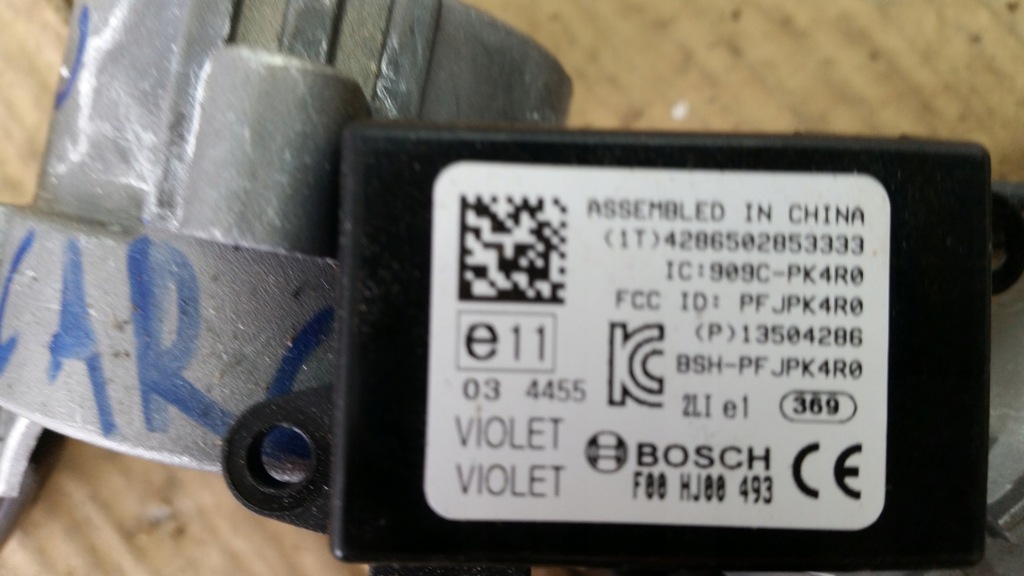 ASSEMBLED IN CHINA
(1T)4286502853333
IC:909C-PK4R0
FCC ID: PFJPK4R0
(P)13504286
BSH-PFJPK4R0
e11
03 4455
2LI e1 369
VIOLET
VIOLET
BOSCH
F00 HJ00 493
CE